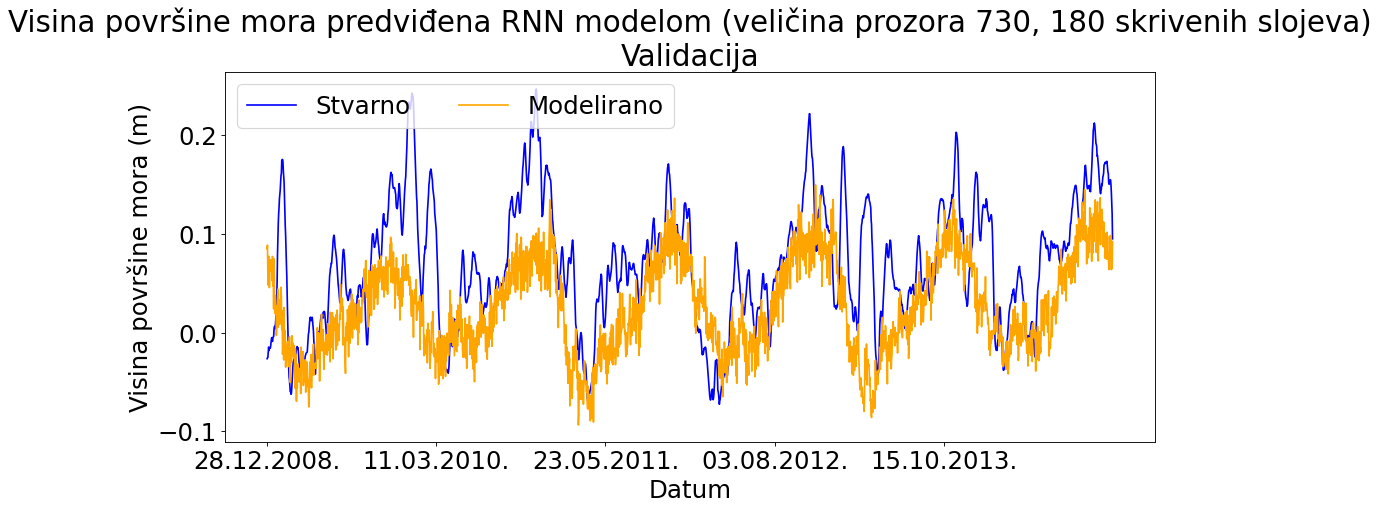 Visina površine mora predviđena RNN modelom (veličina prozora 730, 180 skrivenih slojeva)
Validacija
Stvarno Modelirano
Visina površine mora (m)
0.2
0.1
0.0
−0.1
28.12.2008. 11.03.2010. 23.05.2011. 03.08.2012. 15.10.2013.
Datum